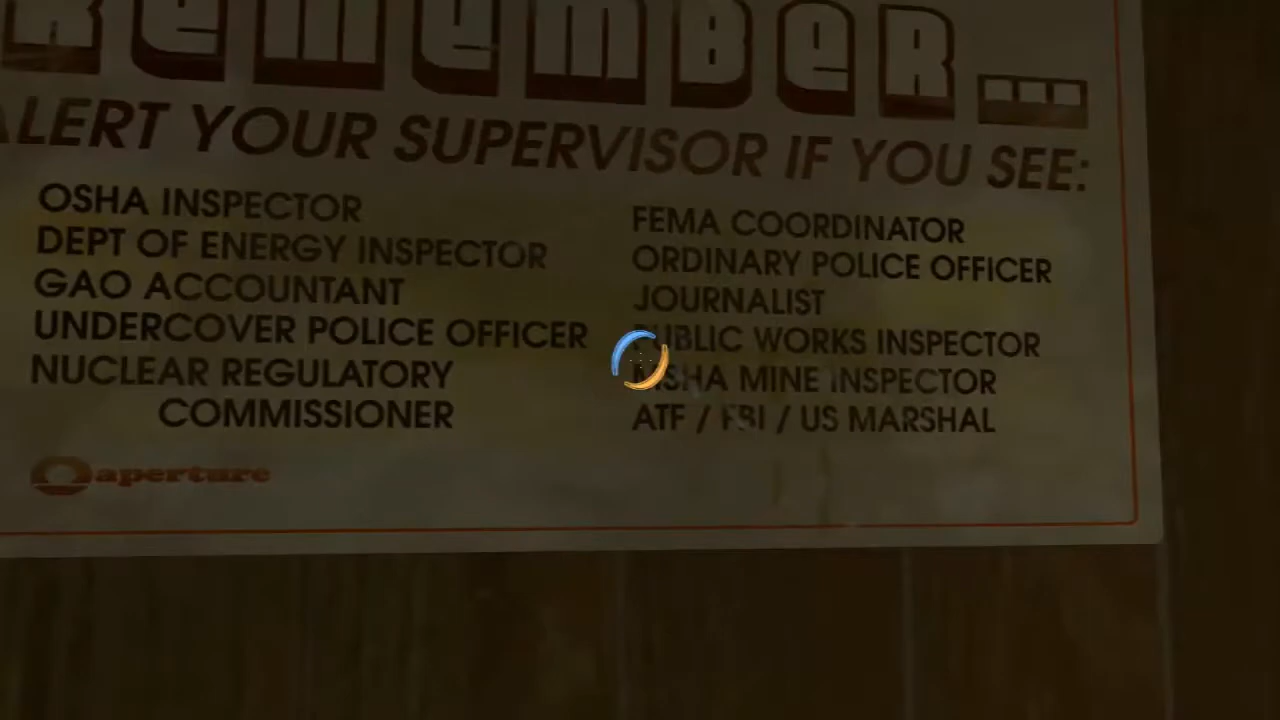 REMEMBER...
ALERT YOUR SUPERVISOR IF YOU SEE:
OSHA INSPECTOR
DEPT OF ENERGY INSPECTOR
GAO ACCOUNTANT
UNDERCOVER POLICE OFFICER
NUCLEAR REGULATORY
COMMISSIONER
FEMA COORDINATOR
ORDINARY POLICE OFFICER
JOURNALIST
PUBLIC WORKS INSPECTOR
MSHA MINE INSPECTOR
ATF / FBI / US MARSHAL
aperture